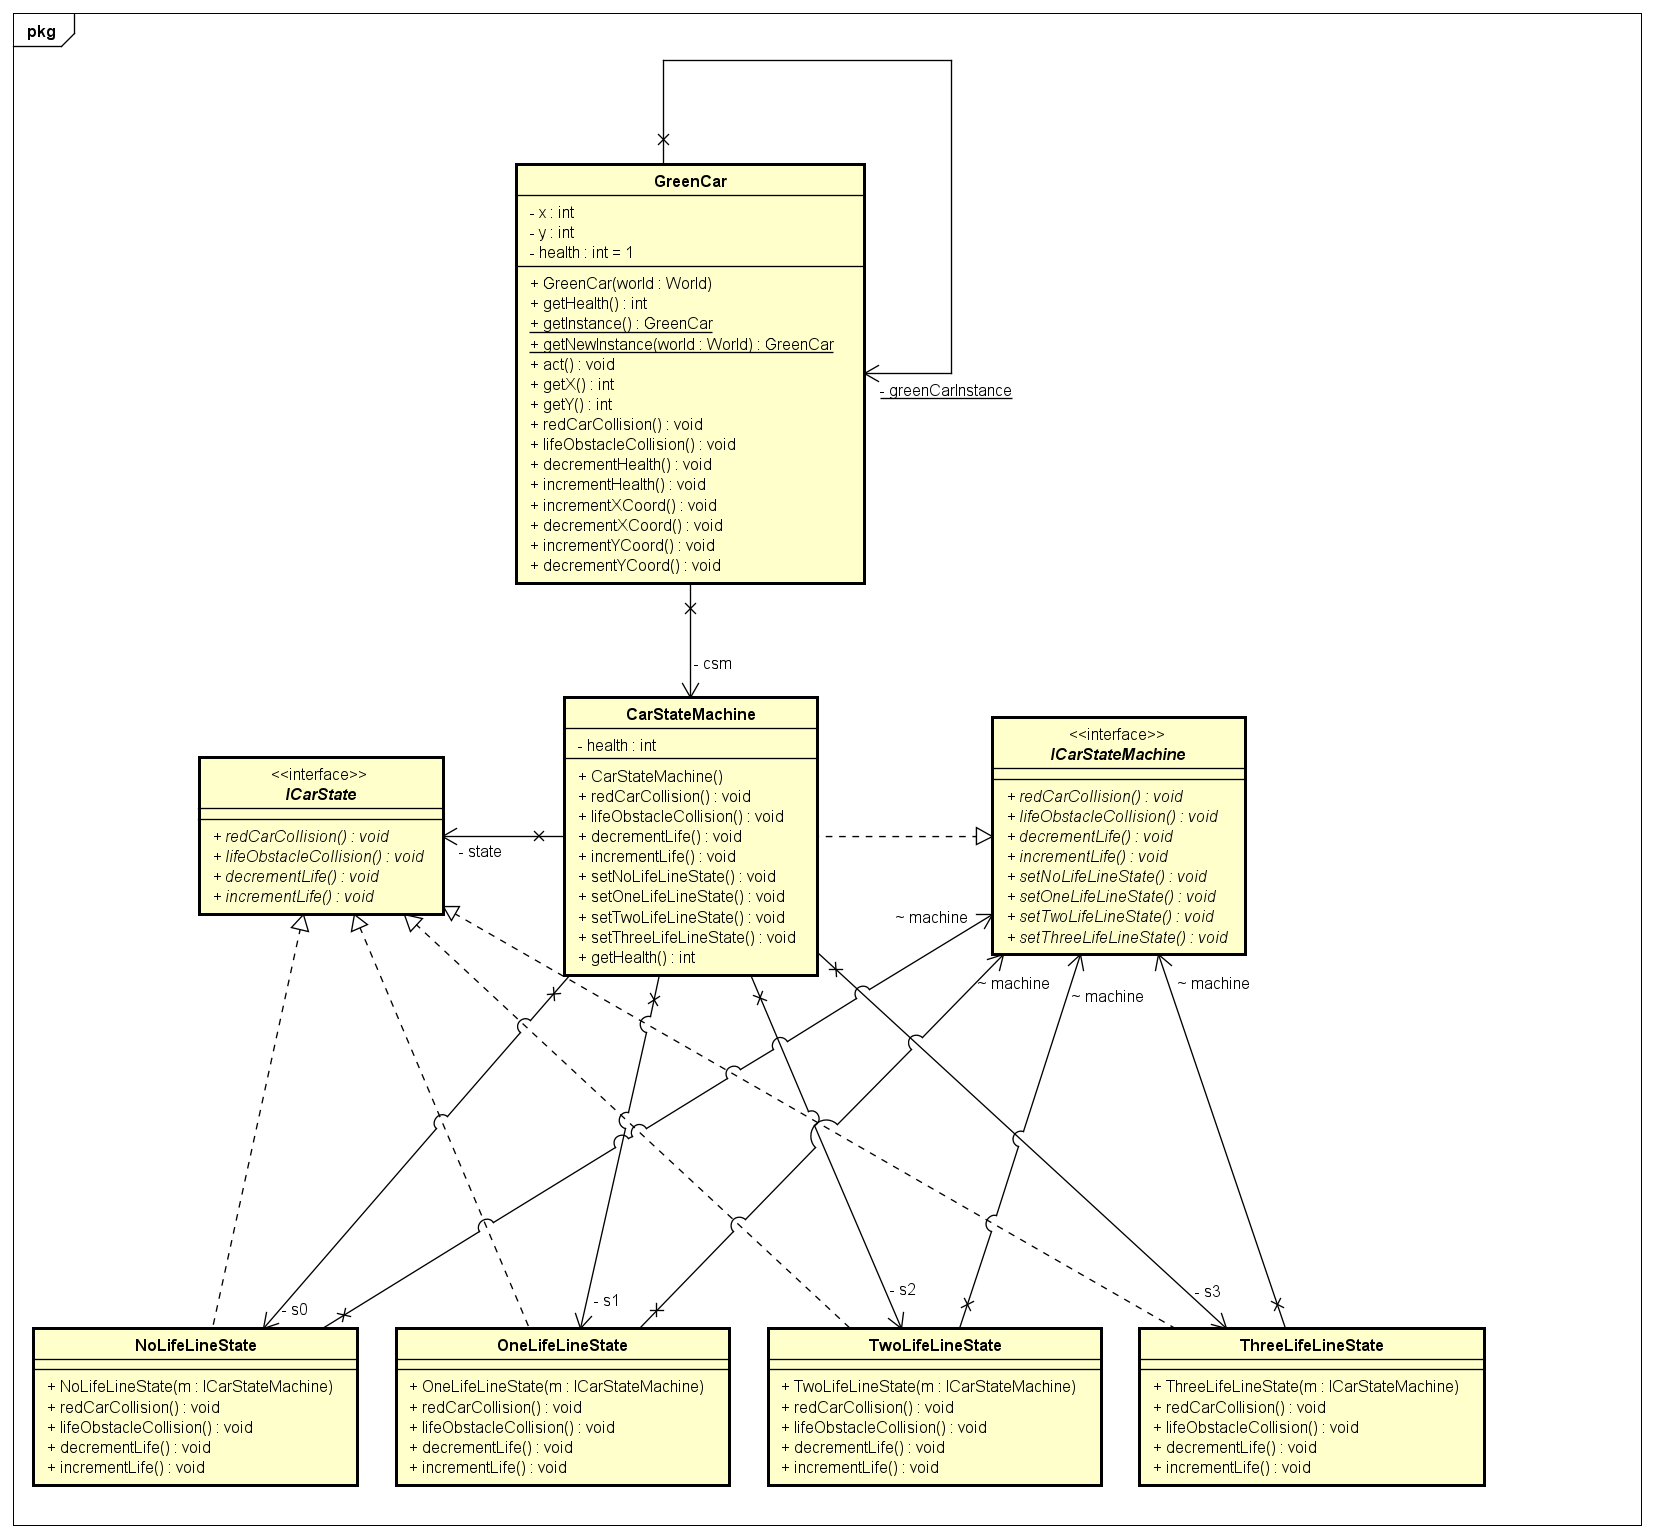 pkg
GreenCar
- x : int
- y : int
- health : int = 1
+ GreenCar(world : World)
+ getHealth() : int
+ getInstance() : GreenCar
+ getNewInstance(world : World) : GreenCar
+ act() : void
+ getX() : int
+ getY() : int
+ redCarCollision() : void
+ lifeObstacleCollision() : void
+ decrementHealth() : void
+ incrementHealth() : void
+ incrementXCoord() : void
+ decrementXCoord() : void
+ incrementYCoord() : void
+ decrementYCoord() : void
- greenCarInstance
- csm
<<interface>>
ICarState
+ redCarCollision() : void
+ lifeObstacleCollision() : void
+ decrementLife() : void
+ incrementLife() : void
- state
CarStateMachine
- health : int
+ CarStateMachine()
+ redCarCollision() : void
+ lifeObstacleCollision() : void
+ decrementLife() : void
+ incrementLife() : void
+ setNoLifeLineState() : void
+ setOneLifeLineState() : void
+ setTwoLifeLineState() : void
+ setThreeLifeLineState() : void
+ getHealth() : int
<<interface>>
ICarStateMachine
+ redCarCollision() : void
+ lifeObstacleCollision() : void
+ decrementLife() : void
+ incrementLife() : void
+ setNoLifeLineState() : void
+ setOneLifeLineState() : void
+ setTwoLifeLineState() : void
+ setThreeLifeLineState() : void
~ machine
~ machine
~ machine
~ machine
- s0
- s1
- s2
- s3
NoLifeLineState
+ NoLifeLineState(m : ICarStateMachine)
+ redCarCollision() : void
+ lifeObstacleCollision() : void
+ decrementLife() : void
+ incrementLife() : void
OneLifeLineState
+ OneLifeLineState(m : ICarStateMachine)
+ redCarCollision() : void
+ lifeObstacleCollision() : void
+ decrementLife() : void
+ incrementLife() : void
TwoLifeLineState
+ TwoLifeLineState(m : ICarStateMachine)
+ redCarCollision() : void
+ lifeObstacleCollision() : void
+ decrementLife() : void
+ incrementLife() : void
ThreeLifeLineState
+ ThreeLifeLineState(m : ICarStateMachine)
+ redCarCollision() : void
+ lifeObstacleCollision() : void
+ decrementLife() : void
+ incrementLife() : void